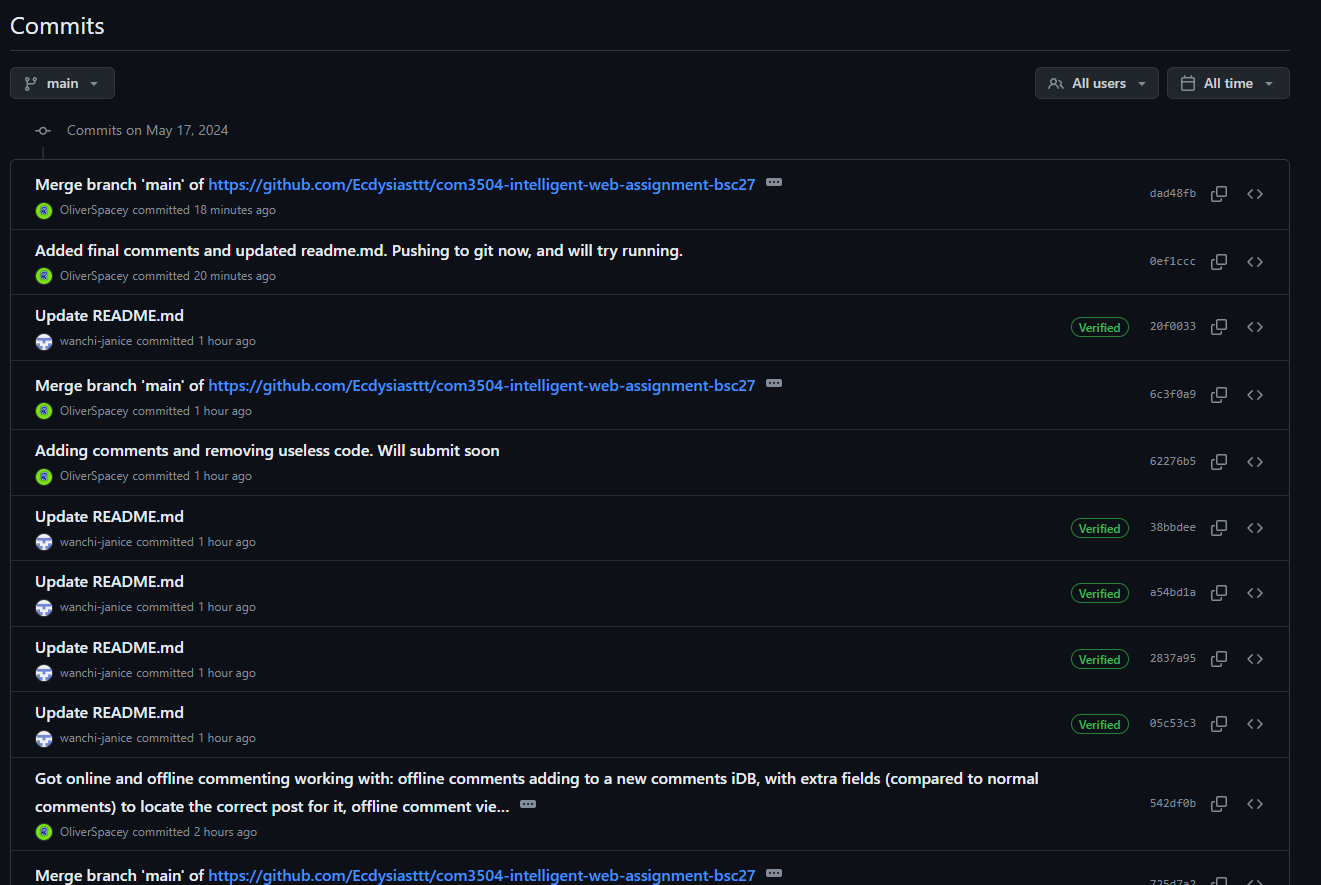 Commits
main
All users
All time
Commits on May 17, 2024
Merge branch 'main' of https://github.com/Ecdysiasttt/com3504-intelligent-web-assignment-bsc27
OliverSpacey committed 18 minutes ago
dad48fb
Added final comments and updated readme.md. Pushing to git now, and will try running.
OliverSpacey committed 20 minutes ago
0ef1ccc
Update README.md
wanchi-janice committed 1 hour ago
Verified
20f0033
Merge branch 'main' of https://github.com/Ecdysiasttt/com3504-intelligent-web-assignment-bsc27
OliverSpacey committed 1 hour ago
6c3f0a9
Adding comments and removing useless code. Will submit soon
OliverSpacey committed 1 hour ago
62276b5
Update README.md
wanchi-janice committed 1 hour ago
Verified
38bbdee
Update README.md
wanchi-janice committed 1 hour ago
Verified
a54bd1a
Update README.md
wanchi-janice committed 1 hour ago
Verified
2837a95
Update README.md
wanchi-janice committed 1 hour ago
Verified
05c53c3
Got online and offline commenting working with: offline comments adding to a new comments iDB, with extra fields (compared to normal
comments) to locate the correct post for it, offline comment vie...
OliverSpacey committed 2 hours ago
542df0b
Merge branch 'main' of https://github.com/Ecdysiasttt/com3504-intelligent-web-assignment-bsc27